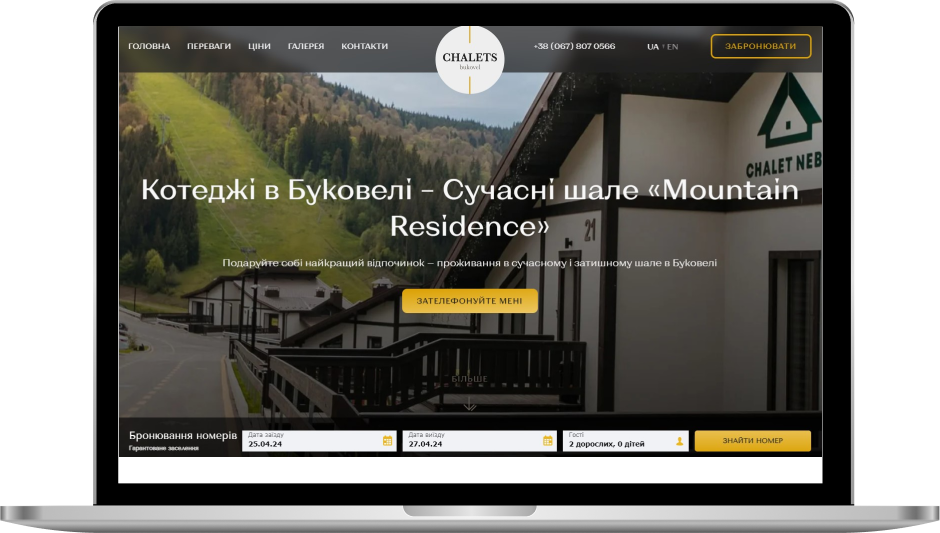 ГОЛОВНА ПЕРЕВАГИ ЦІНИ ГАЛЕРЕЯ КОНТАКТИ
CHALETS
bukovel
+38 (067) 807 0566
UA EN
ЗАБРОНЮВАТИ
CHALET NEB
21
Котеджі в Буковелі – Сучасні шале «Mountain
Residence»
Подаруйте собі найкращий відпочинок – проживання в сучасному і затишному шале в Буковелі
ЗАТЕЛЕФОНУЙТЕ МЕНІ
БІЛЬШЕ
Бронювання номерів
Гарантоване заселення
Дата заїзду
25.04.24
Дата виїзду
27.04.24
Гості
2 дорослих, 0 дітей
ЗНАЙТИ НОМЕР